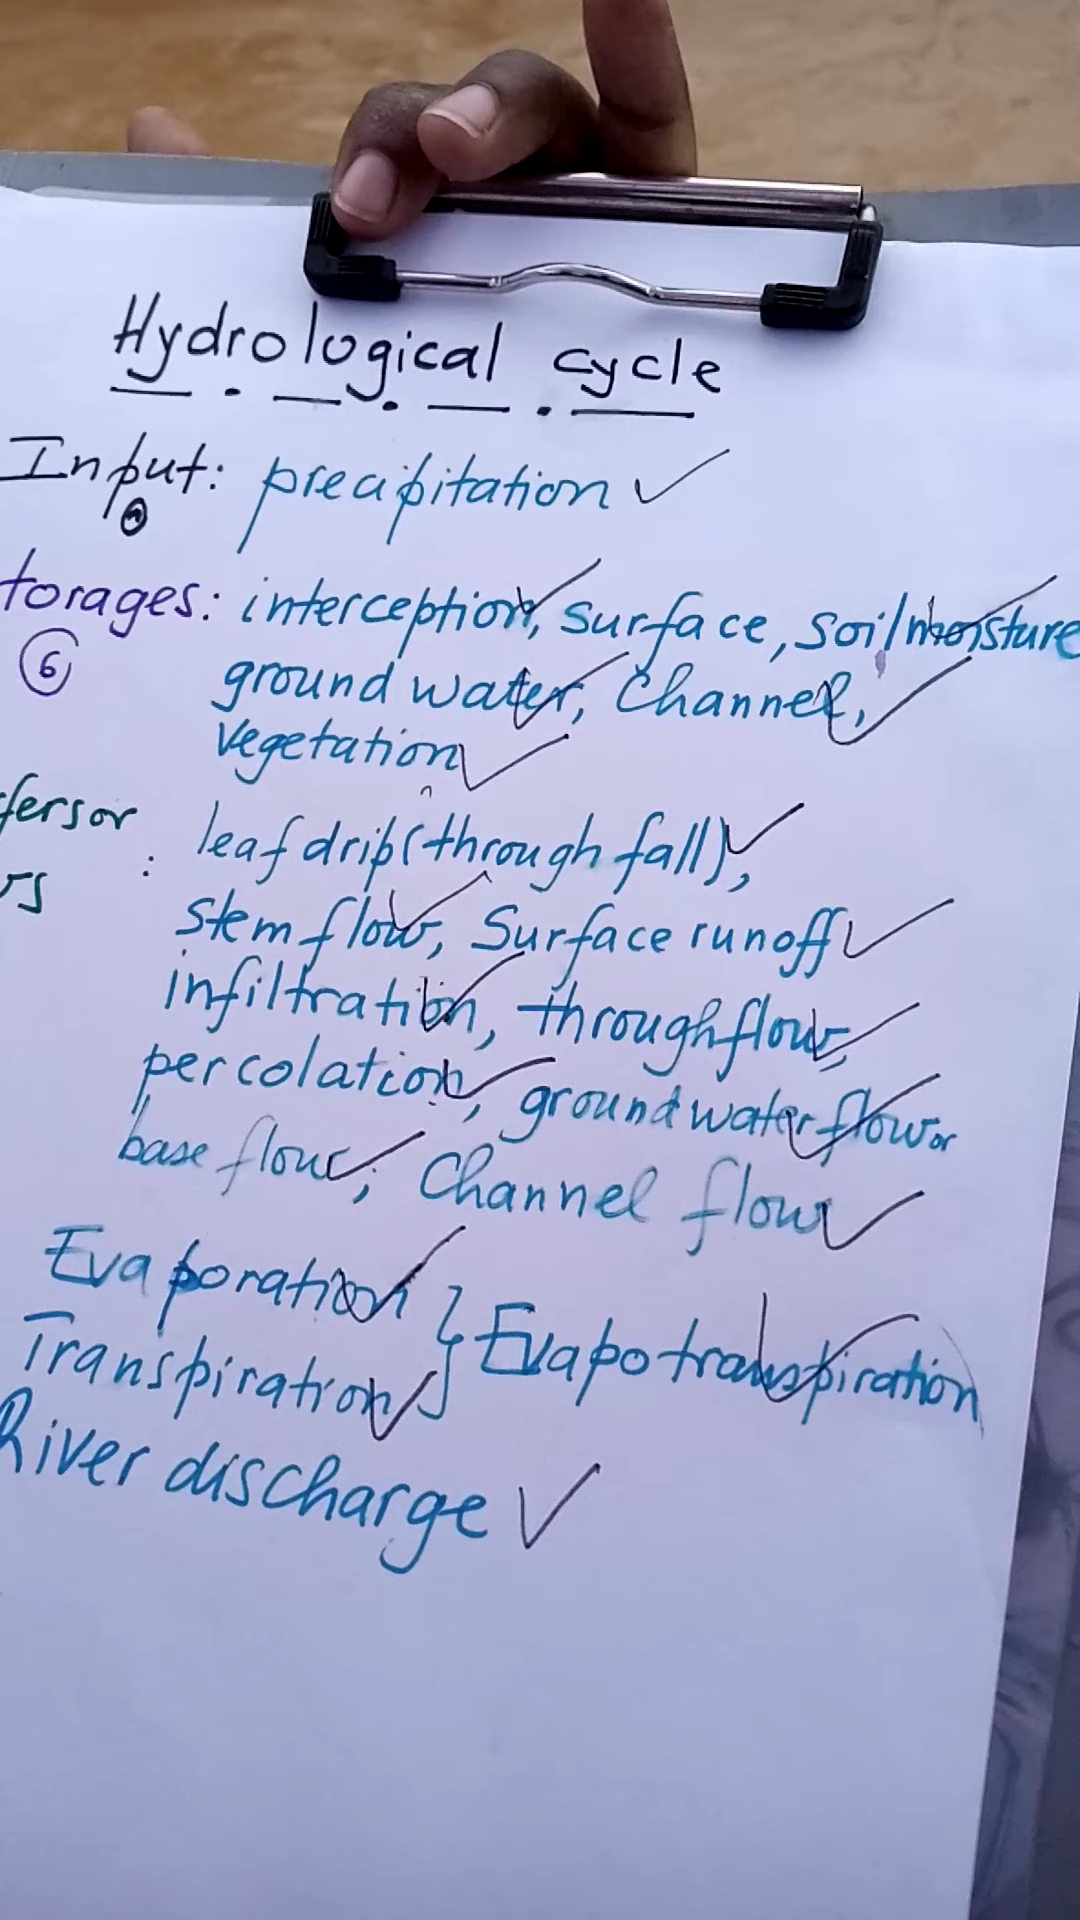 Hydrological cycle
Input: precipitation
torages: interception, surface, soil moisture
6
ground water, Channel,
vegetation
fersor : leaf drip(through fall),
rs
stem flow, Surface runoff
infiltration, throughflow,
percolation, groundwater flow or
base flow, Channel flow
Evaporation
Transpiration } Evapotranspiration
River discharge